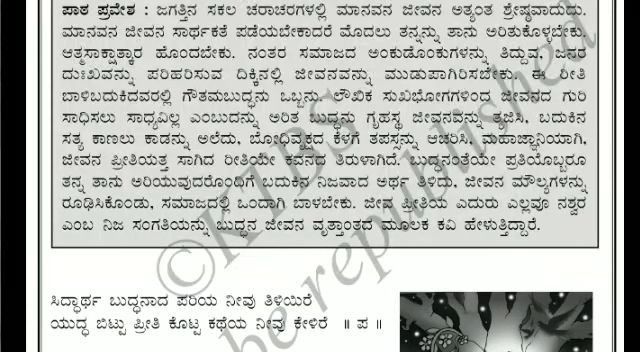 ಪಾಠ ಪ್ರವೇಶ : ಜಗತ್ತಿನ ಸಕಲ ಚರಾಚರಗಳಲ್ಲಿ ಮಾನವನ ಜೀವನ ಅತ್ಯಂತ ಶ್ರೇಷ್ಠವಾದುದು.
ಮಾನವನ ಜೀವನ ಸಾರ್ಥಕತೆ ಪಡೆಯಬೇಕಾದರೆ ಮೊದಲು ತನ್ನನ್ನು ತಾನು ಅರಿತುಕೊಳ್ಳಬೇಕು.
ಆತ್ಮಸಾಕ್ಷಾತ್ಕಾರ ಹೊಂದಬೇಕು. ನಂತರ ಸಮಾಜದ ಅಂಕುಡೊಂಕುಗಳನ್ನು ತಿದ್ದುವ, ಜನರ
ದುಃಖವನ್ನು ಪರಿಹರಿಸುವ ದಿಕ್ಕಿನಲ್ಲಿ ಜೀವನವನ್ನು ಮುಡುಪಾಗಿರಿಸಬೇಕು. ಈ ರೀತಿ
ಬಾಳಿಬದುಕಿದವರಲ್ಲಿ ಗೌತಮಬುದ್ಧನು ಒಬ್ಬನು. ಲೌಕಿಕ ಸುಖಭೋಗಗಳಿಂದ ಜೀವನದ ಗುರಿ
ಸಾಧಿಸಲು ಸಾಧ್ಯವಿಲ್ಲ ಎಂಬುದನ್ನು ಅರಿತ ಬುದ್ಧನು ಗೃಹಸ್ಥ ಜೀವನವನ್ನು ತ್ಯಜಿಸಿ, ಬದುಕಿನ
ಸತ್ಯ ಕಾಣಲು ಕಾಡನ್ನು ಅಲೆದು, ಬೋಧಿವೃಕ್ಷದ ಕೆಳಗೆ ತಪಸ್ಸನ್ನು ಆಚರಿಸಿ, ಮಹಾಜ್ಞಾನಿಯಾಗಿ,
ಜೀವನ ಪ್ರೀತಿಯತ್ತ ಸಾಗಿದ ರೀತಿಯೇ ಕವನದ ತಿರುಳಾಗಿದೆ. ಬುದ್ಧನಂತೆಯೇ ಪ್ರತಿಯೊಬ್ಬರೂ
ತನ್ನ ತಾನು ಅರಿಯುವುದರೊಂದಿಗೆ ಬದುಕಿನ ನಿಜವಾದ ಅರ್ಥ ತಿಳಿದು, ಜೀವನ ಮೌಲ್ಯಗಳನ್ನು
ರೂಢಿಸಿಕೊಂಡು, ಸಮಾಜದಲ್ಲಿ ಒಂದಾಗಿ ಬಾಳಬೇಕು. ಜೀವ ಪ್ರೀತಿಯ ಎದುರು ಎಲ್ಲವೂ ನಶ್ವರ
ಎಂಬ ನಿಜ ಸಂಗತಿಯನ್ನು ಬುದ್ಧನ ಜೀವನ ವೃತ್ತಾಂತದ ಮೂಲಕ ಕವಿ ಹೇಳುತ್ತಿದ್ದಾರೆ.
©KTBS
be republished
ಸಿದ್ಧಾರ್ಥ ಬುದ್ಧನಾದ ಪರಿಯ ನೀವು ತಿಳಿಯಿರೆ
ಯುದ್ಧ ಬಿಟ್ಟು ಪ್ರೀತಿ ಕೊಟ್ಟ ಕಥೆಯ ನೀವು ಕೇಳಿರೆ ॥ ಪ ॥